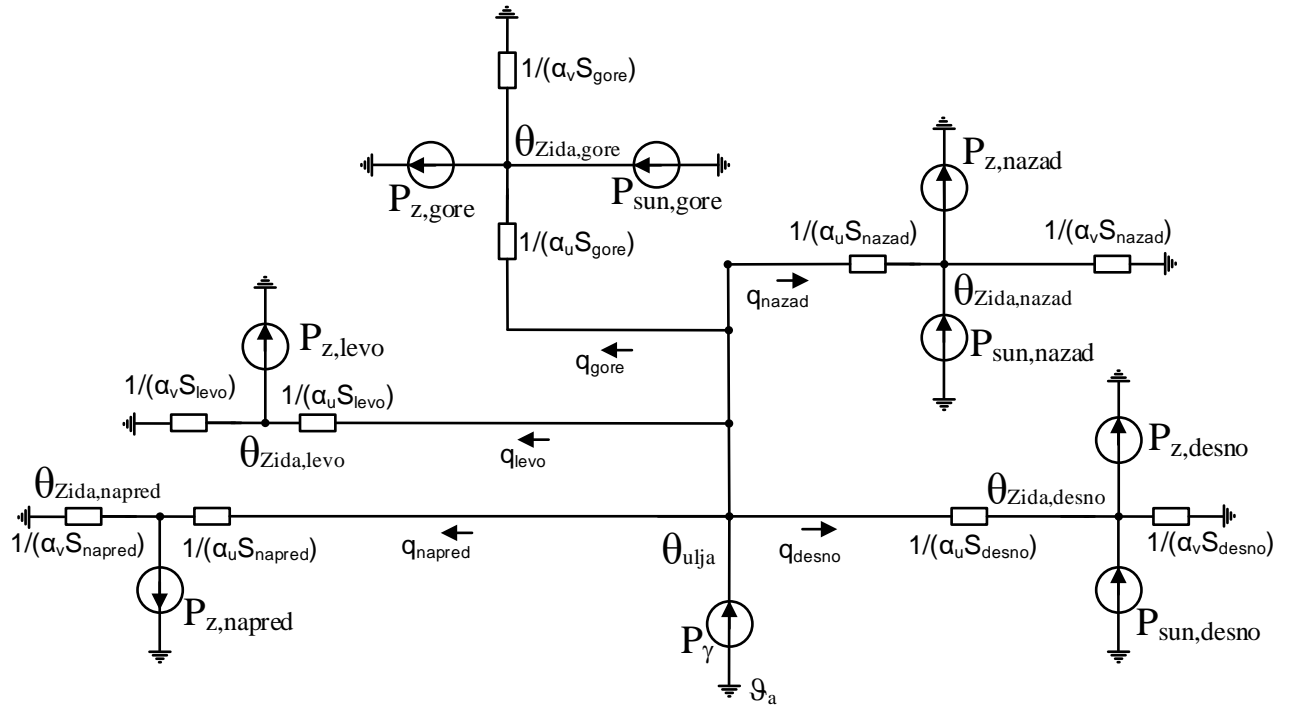 1/(αvSgore)
θZida,gore
Pz,gore
Psun,gore
1/(αuSgore)
qgore
Pz,nazad
1/(αuSnazad)
1/(αvSnazad)
qnazad
θZida,nazad
Psun,nazad
Pz,levo
1/(αvSlevo)
1/(αuSlevo)
θZida,levo
qlevo
Pz,desno
θZida,napred
θZida,desno
1/(αvSnapred)
1/(αuSnapred)
qnapred
θulja
qdesno
1/(αuSdesno)
1/(αvSdesno)
Pz,napred
Pγ
Psun,desno
ϑa